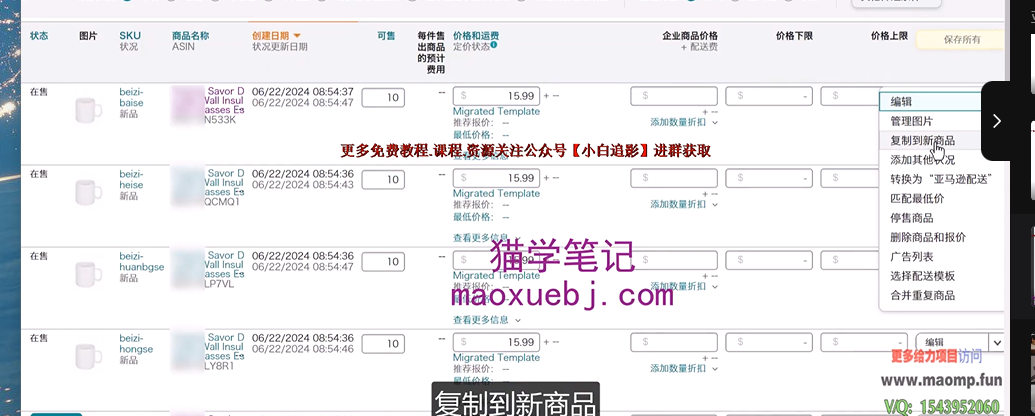 状态 图片 SKU 商品名称 创建日期 可售 每件售 价格和运费 企业商品价格 价格下限 价格上限 保存所有
状况 ASIN 状况更新日期 出商品 定价状态 + 配送费
的预计
费用
在售 beizi- Savor D 06/22/2024 08:54:37 10 -- $ 15.99 + -- $ $ - $ 编辑
baise Wall Insul 06/22/2024 08:54:47 Migrated Template + -- 管理图片
新品 asses Es 推荐报价: -- 添加数量折扣 复制到新商品
N533K 最低价格: -- 添加其他状况
更多免费教程.课程.资源关注公众号【小白追影】进群获取
查看更多信息
在售 beizi- Savor D 06/22/2024 08:54:36 10 -- $ 15.99 + -- $ $ - $ 转换为“亚马逊配送”
heise Wall Insul 06/22/2024 08:54:43 Migrated Template + -- 匹配最低价
新品 asses Es 推荐报价: -- 添加数量折扣 停售商品
QCMQ1 最低价格: -- 删除商品和报价
查看更多信息
猫学笔记
在售 beizi- Savor D 06/22/2024 08:54:36 10 -- $ 15.99 + -- $ $ - $ 广告列表
huanbgse Wall Insul 06/22/2024 08:54:47 Migrated Template + -- 选择配送模板
新品 asses Es 推荐报价: -- 添加数量折扣 合并重复商品
LP7VL 最低价格: --
maoxuebj.com
查看更多信息
在售 beizi- Savor D 06/22/2024 08:54:36 10 -- $ 15.99 + -- $ $ - $ - 编辑
hongse Wall Insul 06/22/2024 08:54:46 Migrated Template + --
新品 asses Es 推荐报价: -- 添加数量折扣
LY8R1 最低价格: --
更多给力项目访问
www.maomp.fun
复制到新商品
V/Q: 1543952060